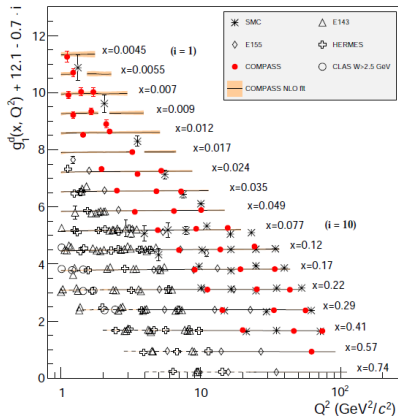 g₁ᵈ(x, Q²) + 12.1 - 0.7 · i
12
10
8
6
4
2
0
SMC
E143
E155
HERMES
COMPASS
CLAS W>2.5 GeV
COMPASS NLO fit
x=0.0045 (i = 1)
x=0.0055
x=0.007
x=0.009
x=0.012
x=0.017
x=0.024
x=0.035
x=0.049
x=0.077 (i = 10)
x=0.12
x=0.17
x=0.22
x=0.29
x=0.41
x=0.57
x=0.74
1
10
10²
Q² (GeV²/c²)